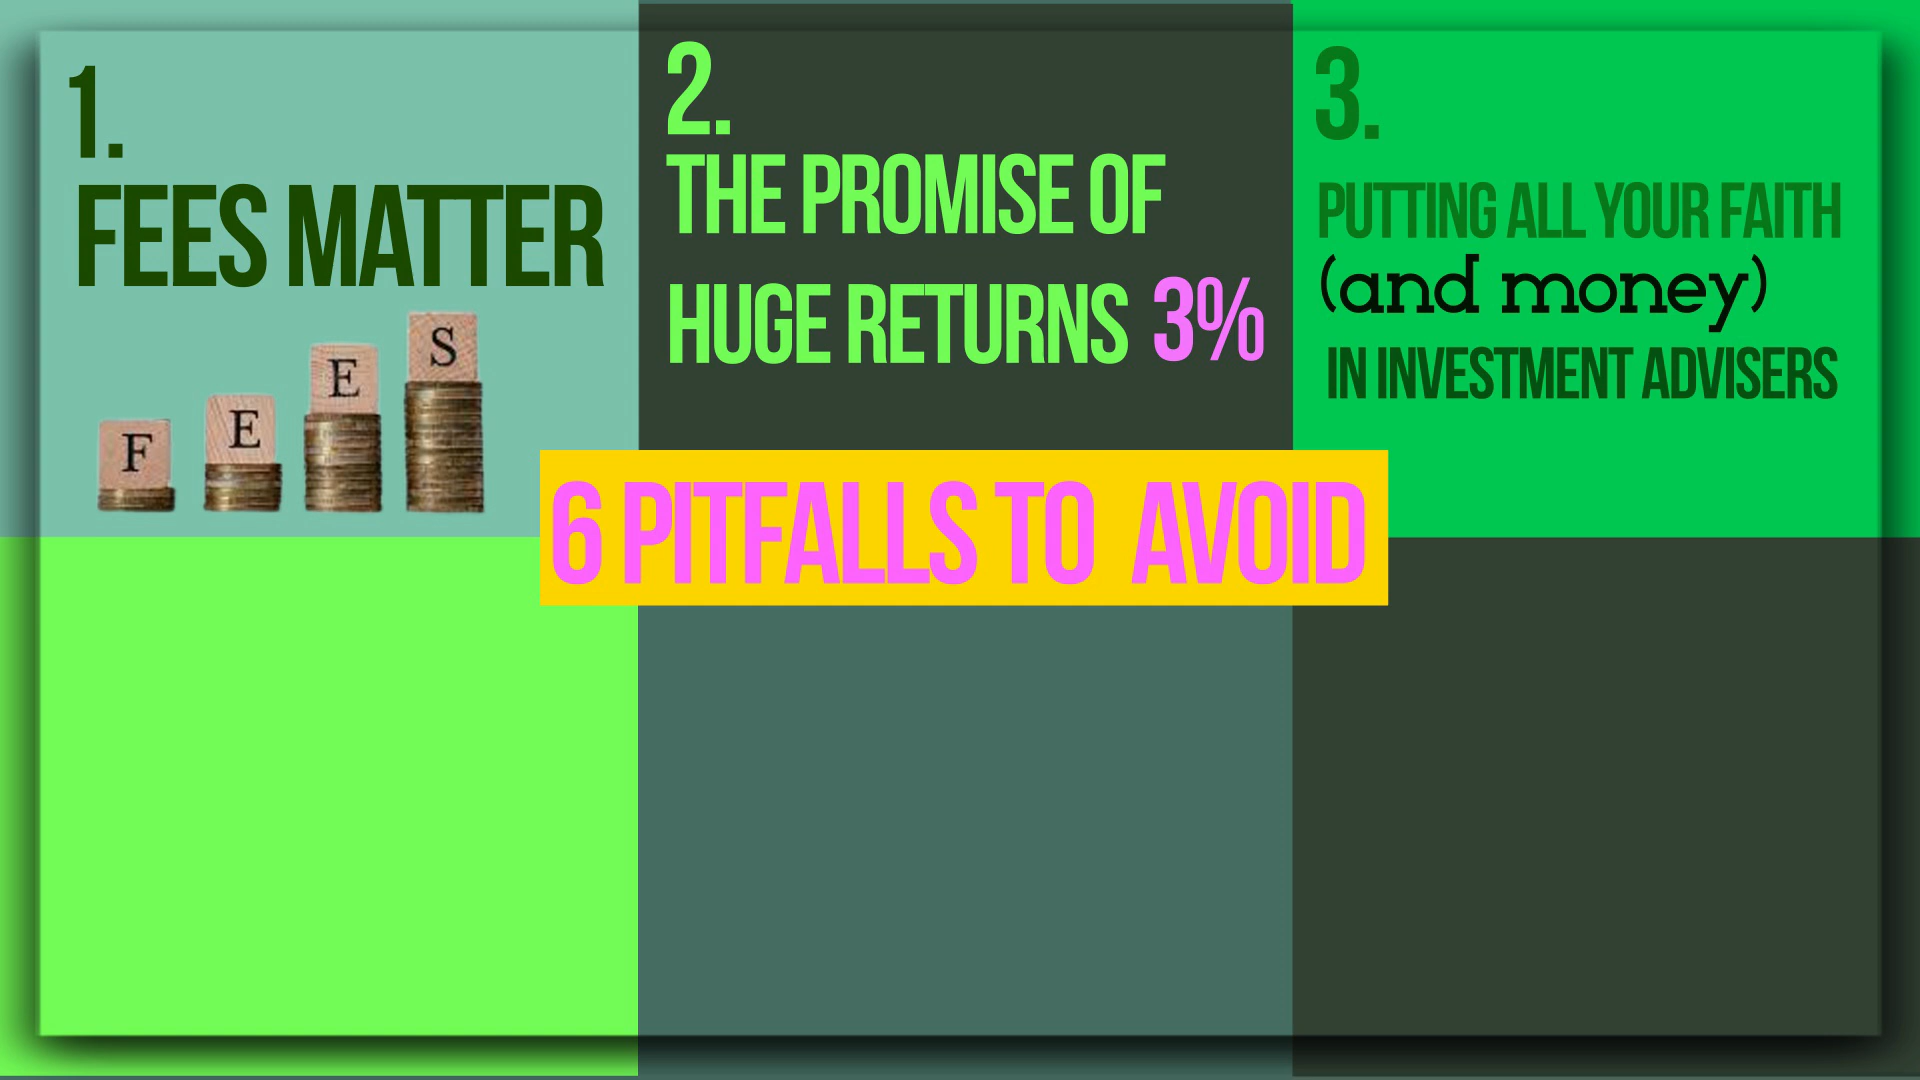 1.
FEES MATTER
F E E S
2.
THE PROMISE OF
HUGE RETURNS 3%
3.
PUTTING ALL YOUR FAITH
(and money)
IN INVESTMENT ADVISERS
6 PITFALLS TO AVOID